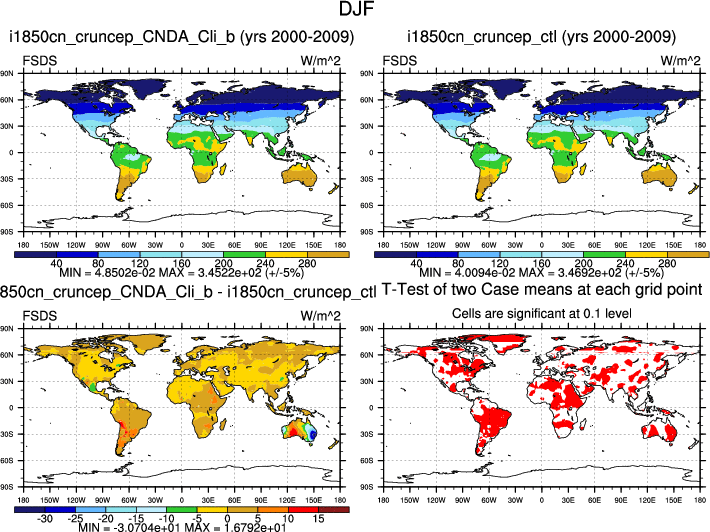 DJF
i1850cn_cruncep_CNDA_Cli_b (yrs 2000-2009)
i1850cn_cruncep_ctl (yrs 2000-2009)
FSDS W/m^2
FSDS W/m^2
90N 90N
60N 60N
30N 30N
0 0
30S 30S
60S 60S
90S 90S
180 150W 120W 90W 60W 30W 0 30E 60E 90E 120E 150E 180
180 150W 120W 90W 60W 30W 0 30E 60E 90E 120E 150E 180
40 80 120 160 200 240 280
40 80 120 160 200 240 280
MIN = 4.8502e-02 MAX = 3.4522e+02 (+/-5%)
MIN = 4.0094e-02 MAX = 3.4692e+02 (+/-5%)
850cn_cruncep_CNDA_Cli_b - i1850cn_cruncep_ctl
T-Test of two Case means at each grid point
FSDS W/m^2
Cells are significant at 0.1 level
90N 90N
60N 60N
30N 30N
0 0
30S 30S
60S 60S
90S 90S
180 150W 120W 90W 60W 30W 0 30E 60E 90E 120E 150E 180
180 150W 120W 90W 60W 30W 0 30E 60E 90E 120E 150E 180
-30 -25 -20 -15 -10 -5 0 5 10 15
MIN = -3.0704e+01 MAX = 1.6792e+01